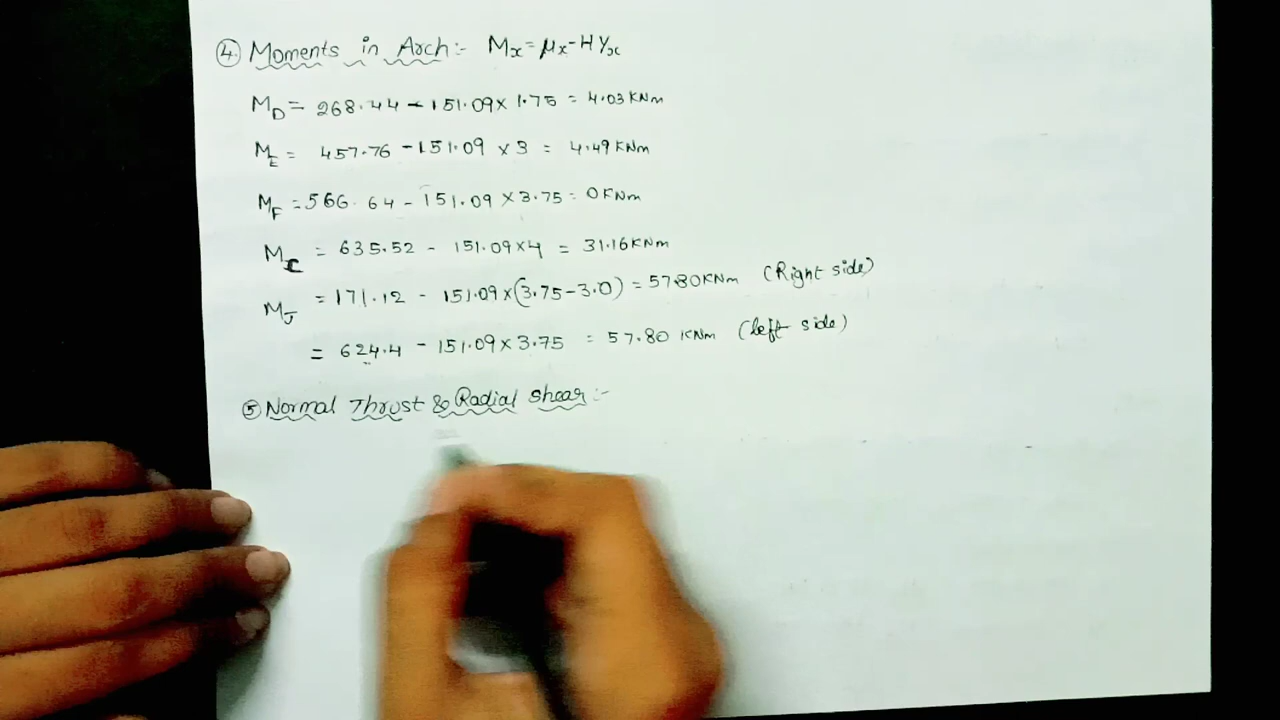 ④ Moments in Arch:- Mx = μx - H Yx
MD = 268.44 - 151.09 × 1.75 = 4.03 KNm
ME = 457.76 - 151.09 × 3 = 4.49 KNm
MF = 566.64 - 151.09 × 3.75 = 0 KNm
MC = 635.52 - 151.09 × 4 = 31.16 KNm
MJ = 171.12 - 151.09 × (3.75 - 3.0) = 57.80 KNm (Right side)
= 624.4 - 151.09 × 3.75 = 57.80 KNm (left side)
⑤ Normal Thrust & Radial Shear:-